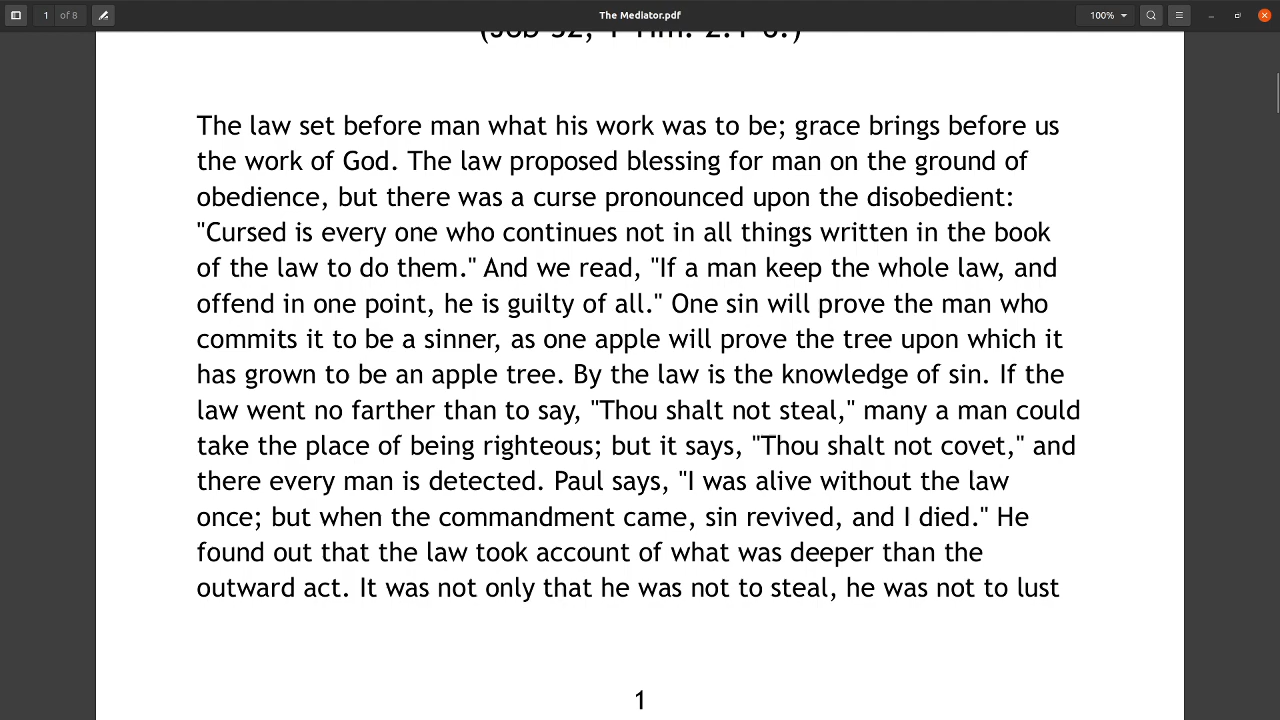 1 of 8
The Mediator.pdf
100%
The law set before man what his work was to be; grace brings before us
the work of God. The law proposed blessing for man on the ground of
obedience, but there was a curse pronounced upon the disobedient:
"Cursed is every one who continues not in all things written in the book
of the law to do them." And we read, "If a man keep the whole law, and
offend in one point, he is guilty of all." One sin will prove the man who
commits it to be a sinner, as one apple will prove the tree upon which it
has grown to be an apple tree. By the law is the knowledge of sin. If the
law went no farther than to say, "Thou shalt not steal," many a man could
take the place of being righteous; but it says, "Thou shalt not covet," and
there every man is detected. Paul says, "I was alive without the law
once; but when the commandment came, sin revived, and I died." He
found out that the law took account of what was deeper than the
outward act. It was not only that he was not to steal, he was not to lust
1